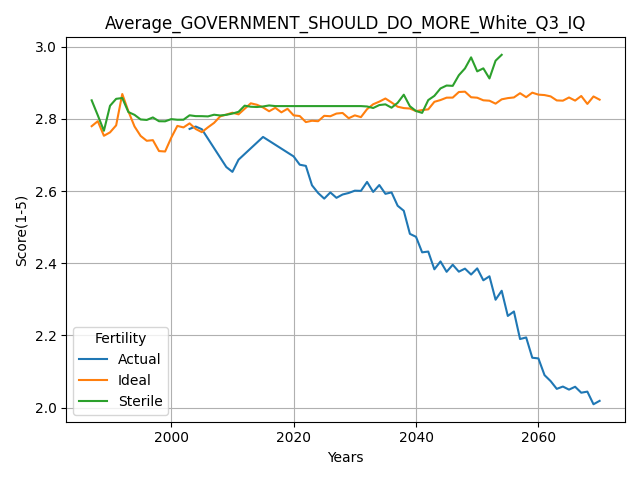 Average_GOVERNMENT_SHOULD_DO_MORE_White_Q3_IQ
3.0
2.8
2.6
2.4
2.2
2.0
Score(1-5)
Fertility
Actual
Ideal
Sterile
2000 2020 2040 2060
Years